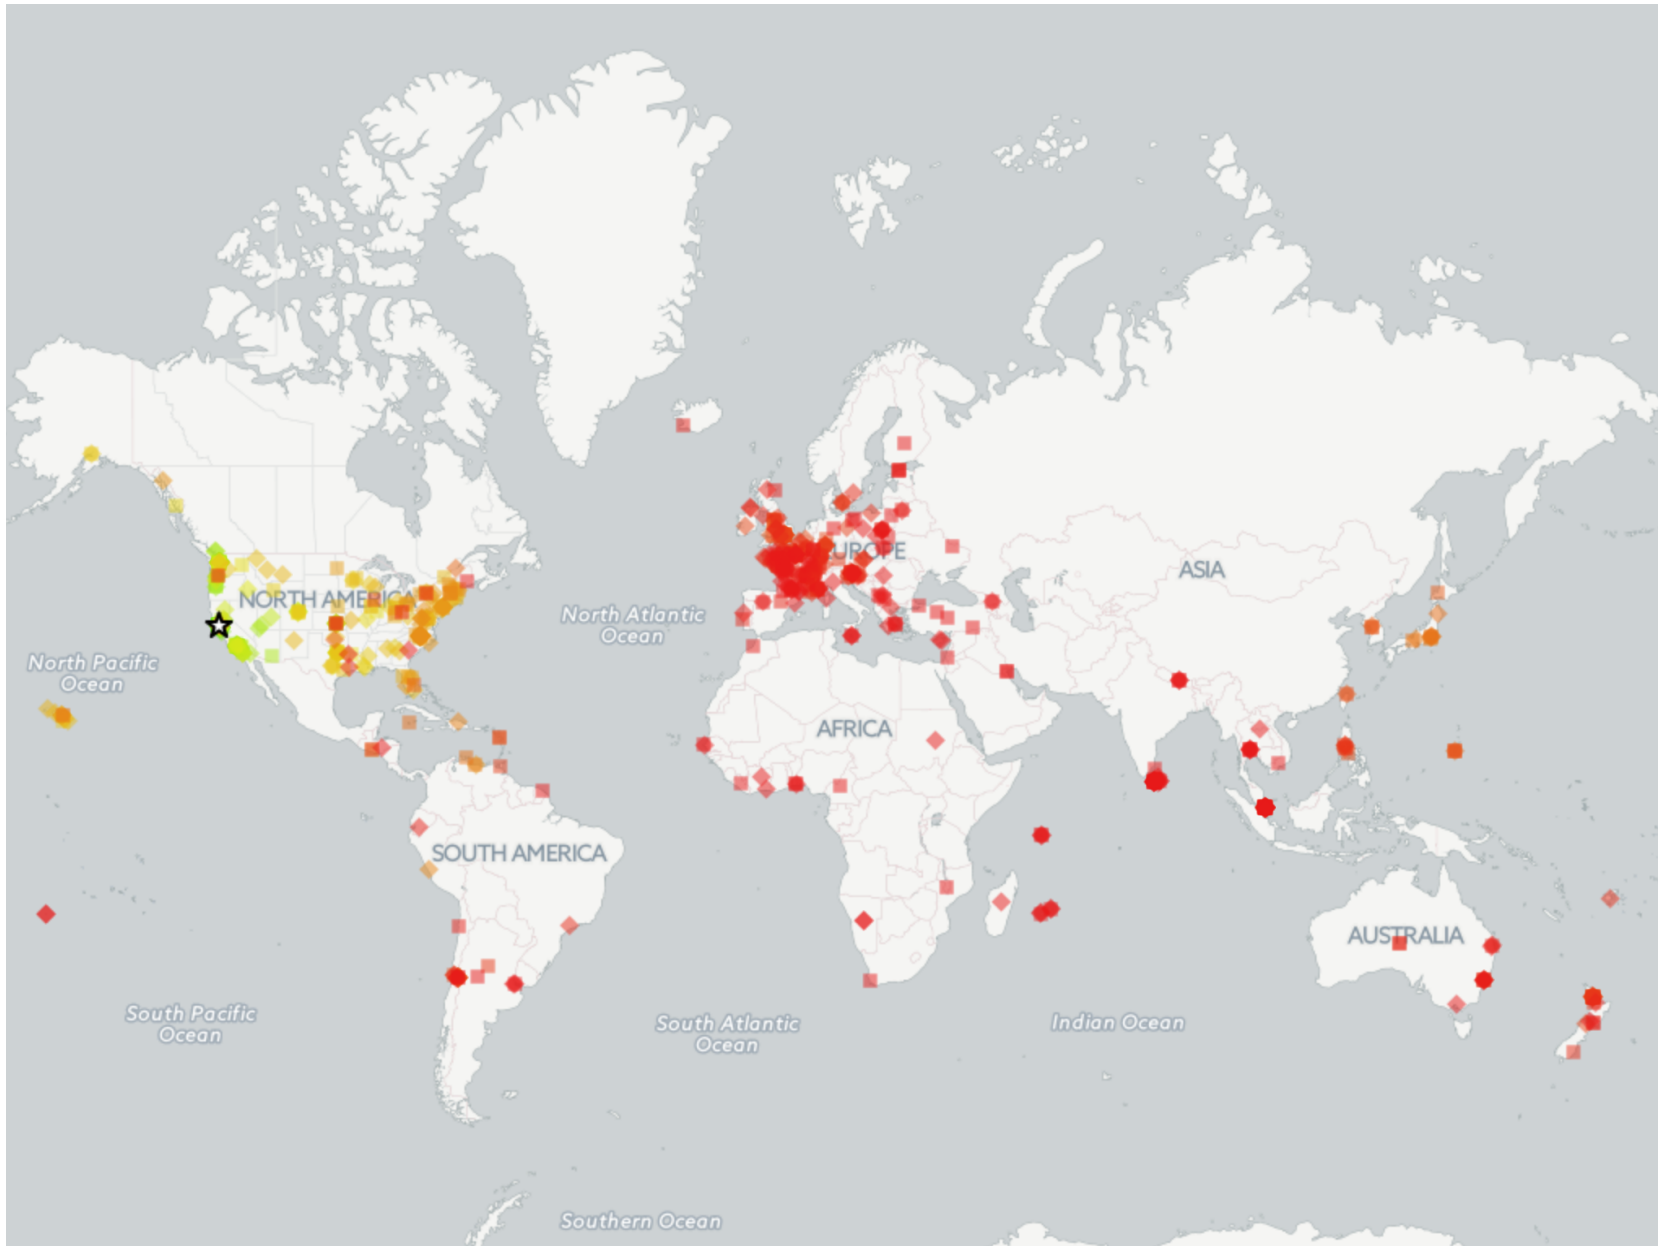 NORTH AMERICA
EUROPE
ASIA
North Atlantic
Ocean
North Pacific
Ocean
AFRICA
SOUTH AMERICA
AUSTRALIA
South Pacific
Ocean
South Atlantic
Ocean
Indian Ocean
Southern Ocean